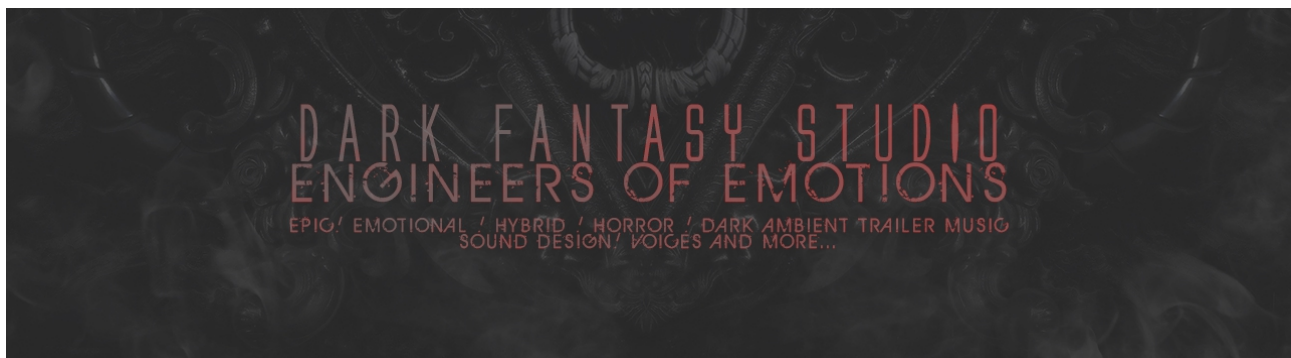 DARK FANTASY STUDIO
ENGINEERS OF EMOTIONS
EPIC/ EMOTIONAL / HYBRID / HORROR / DARK AMBIENT TRAILER MUSIC
SOUND DESIGN/ VOICES AND MORE...